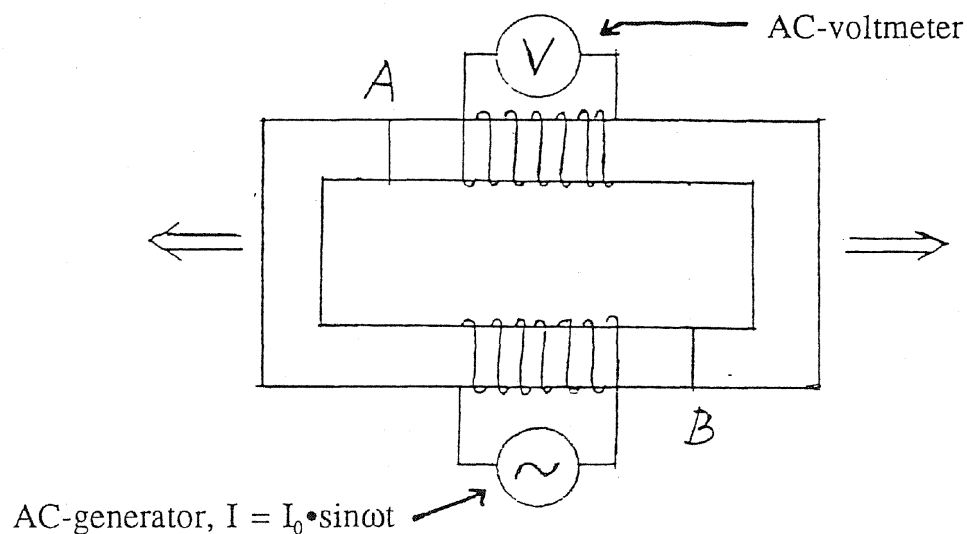 AC-voltmeter
V
A
B
~
AC-generator, I = I₀•sinωt